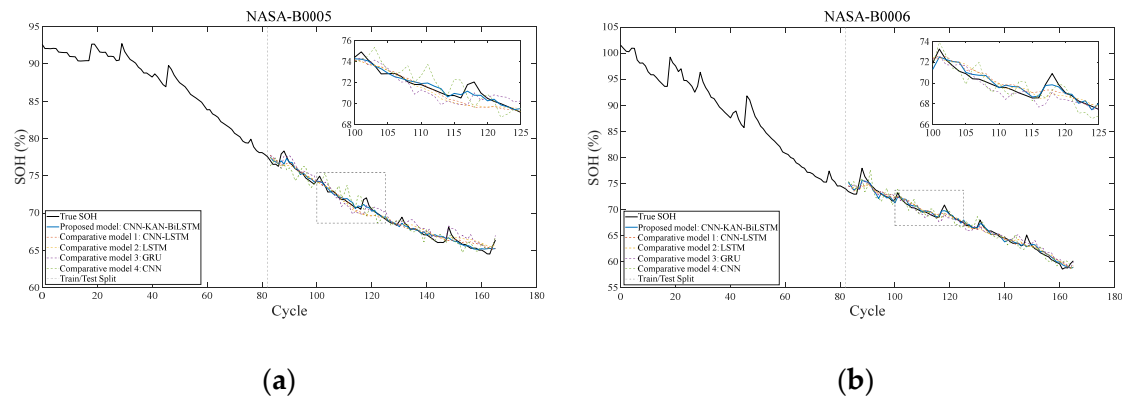 NASA-B0005
95
90
85
80
75
70
65
60
SOH (%)
0 20 40 60 80 100 120 140 160 180
Cycle
76
74
72
70
68
100 105 110 115 120 125
True SOH
Proposed model: CNN-KAN-BiLSTM
Comparative model 1: CNN-LSTM
Comparative model 2: LSTM
Comparative model 3: GRU
Comparative model 4: CNN
Train/Test Split
(a)
NASA-B0006
105
100
95
90
85
80
75
70
65
60
55
SOH (%)
0 20 40 60 80 100 120 140 160 180
Cycle
74
72
70
68
66
100 105 110 115 120 125
True SOH
Proposed model: CNN-KAN-BiLSTM
Comparative model 1: CNN-LSTM
Comparative model 2: LSTM
Comparative model 3: GRU
Comparative model 4: CNN
Train/Test Split
(b)